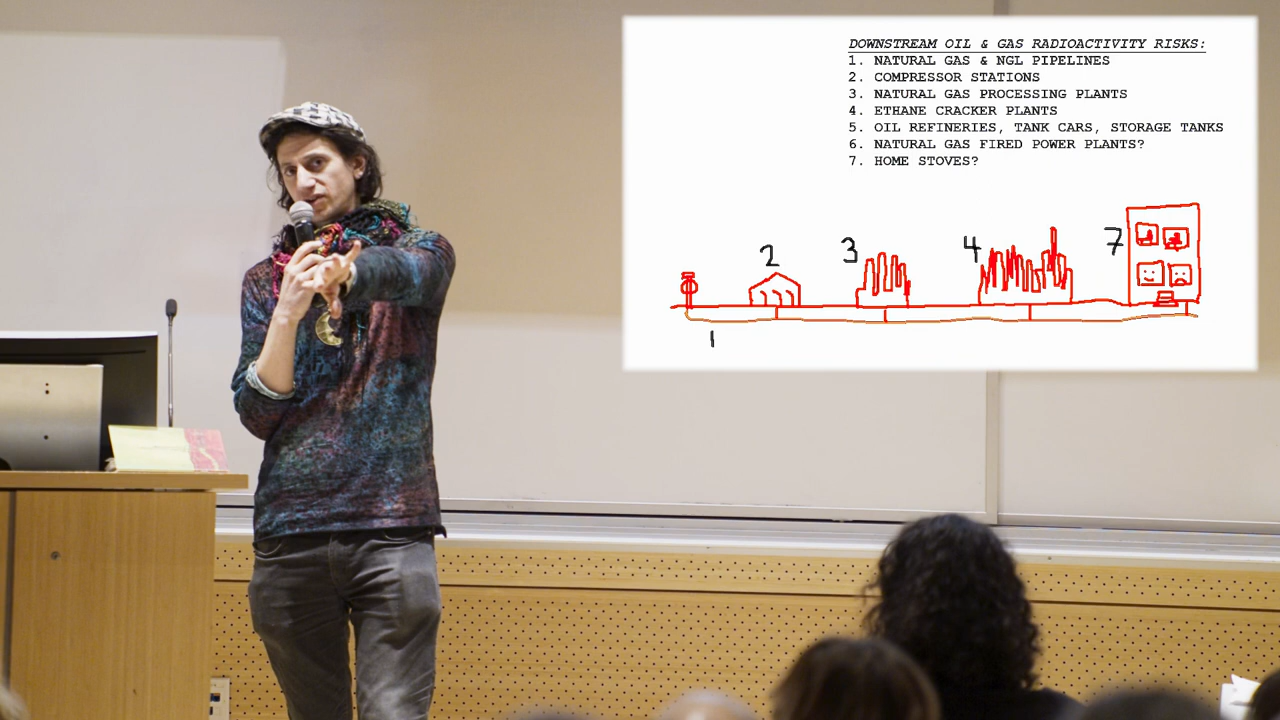 DOWNSTREAM OIL & GAS RADIOACTIVITY RISKS:
1. NATURAL GAS & NGL PIPELINES
2. COMPRESSOR STATIONS
3. NATURAL GAS PROCESSING PLANTS
4. ETHANE CRACKER PLANTS
5. OIL REFINERIES, TANK CARS, STORAGE TANKS
6. NATURAL GAS FIRED POWER PLANTS?
7. HOME STOVES?
2 3 4 7
1